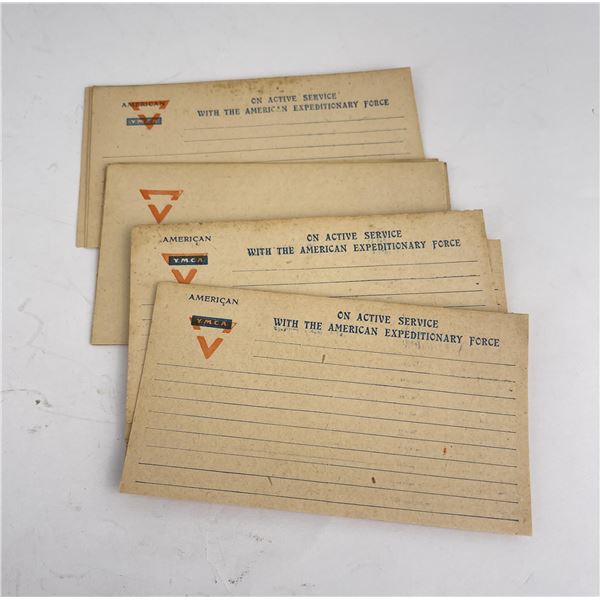 AMERICAN
Y.M.C.A.
ON ACTIVE SERVICE
WITH THE AMERICAN EXPEDITIONARY FORCE
AMERICAN
Y.M.C.A.
ON ACTIVE SERVICE
WITH THE AMERICAN EXPEDITIONARY FORCE
AMERICAN
Y.M.C.A
ON ACTIVE SERVICE
WITH THE AMERICAN EXPEDITIONARY FORCE